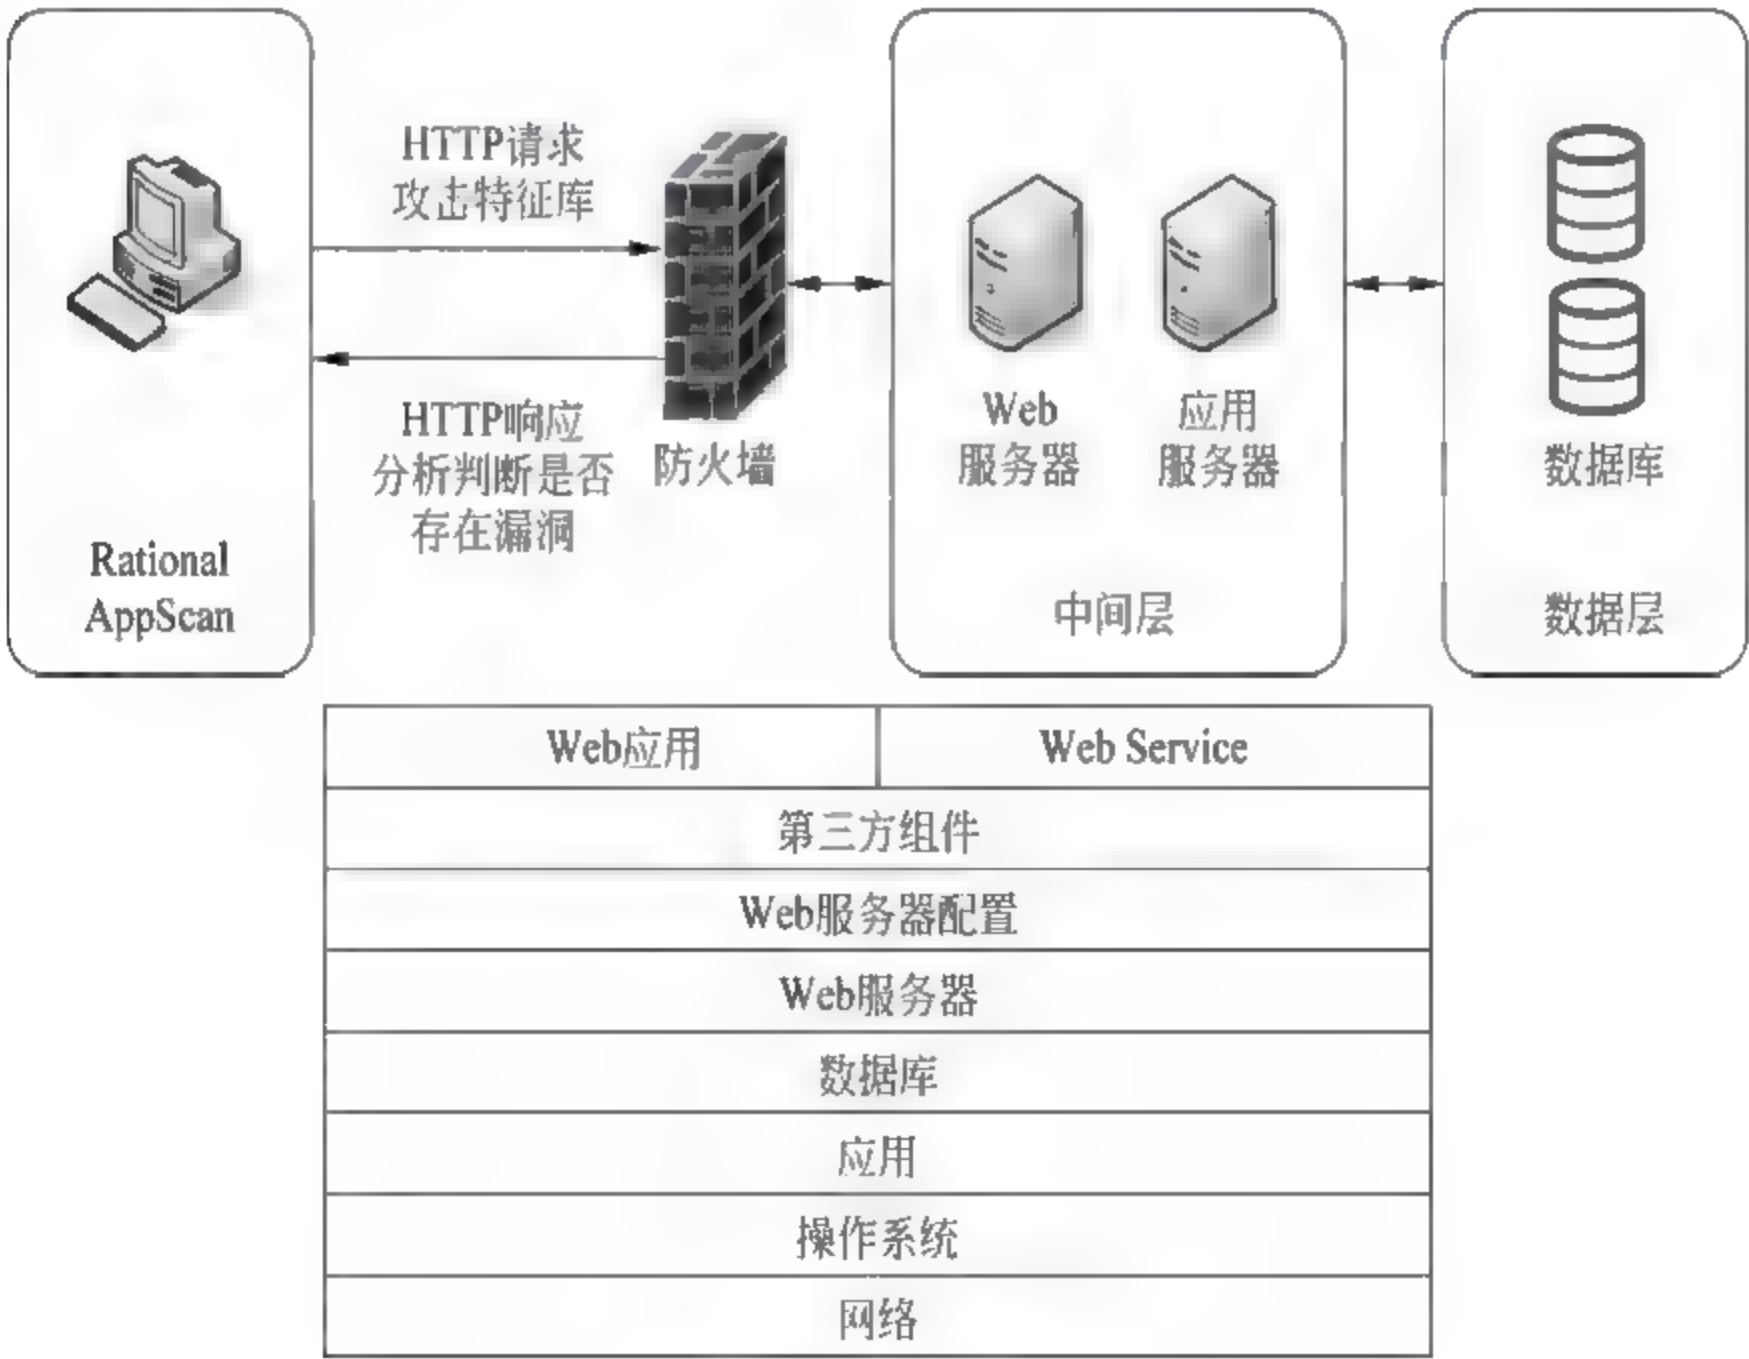 HTTP请求
攻击特征库
HTTP响应
分析判断是否
存在漏洞
Rational
AppScan
防火墙
Web
服务器
应用
服务器
中间层
数据库
数据层
Web应用
Web Service
第三方组件
Web服务器配置
Web服务器
数据库
应用
操作系统
网络